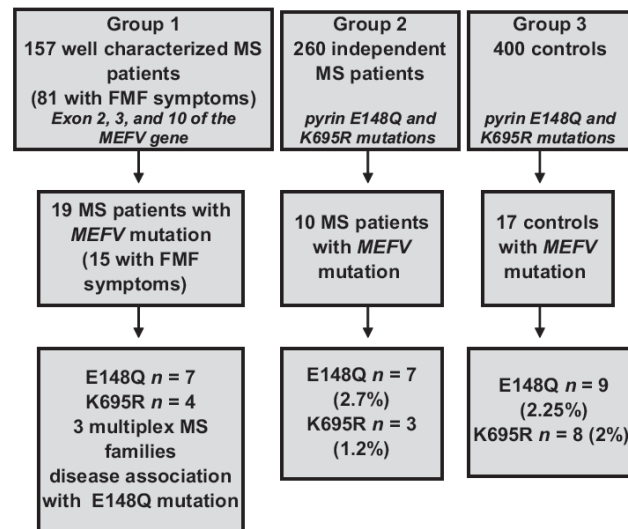 Group 1
157 well characterized MS
patients
(81 with FMF symptoms)
Exon 2, 3, and 10 of the
MEFV gene
19 MS patients with
MEFV mutation
(15 with FMF
symptoms)
E148Q n = 7
K695R n = 4
3 multiplex MS
families
disease association
with E148Q mutation
Group 2
260 independent
MS patients
pyrin E148Q and
K695R mutations
10 MS patients
with MEFV
mutation
E148Q n = 7
(2.7%)
K695R n = 3
(1.2%)
Group 3
400 controls
pyrin E148Q and
K695R mutations
17 controls
with MEFV
mutation
E148Q n = 9
(2.25%)
K695R n = 8 (2%)